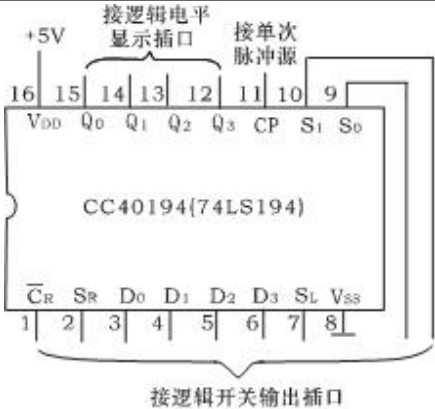 接逻辑电平
显示插口
+5V
接单次
脉冲源
16 15 14 13 12 11 10 9
VDD Q0 Q1 Q2 Q3 CP S1 S0
CC40194(74LS194)
C̅R SR D0 D1 D2 D3 SL VSS
1 2 3 4 5 6 7 8
接逻辑开关输出插口